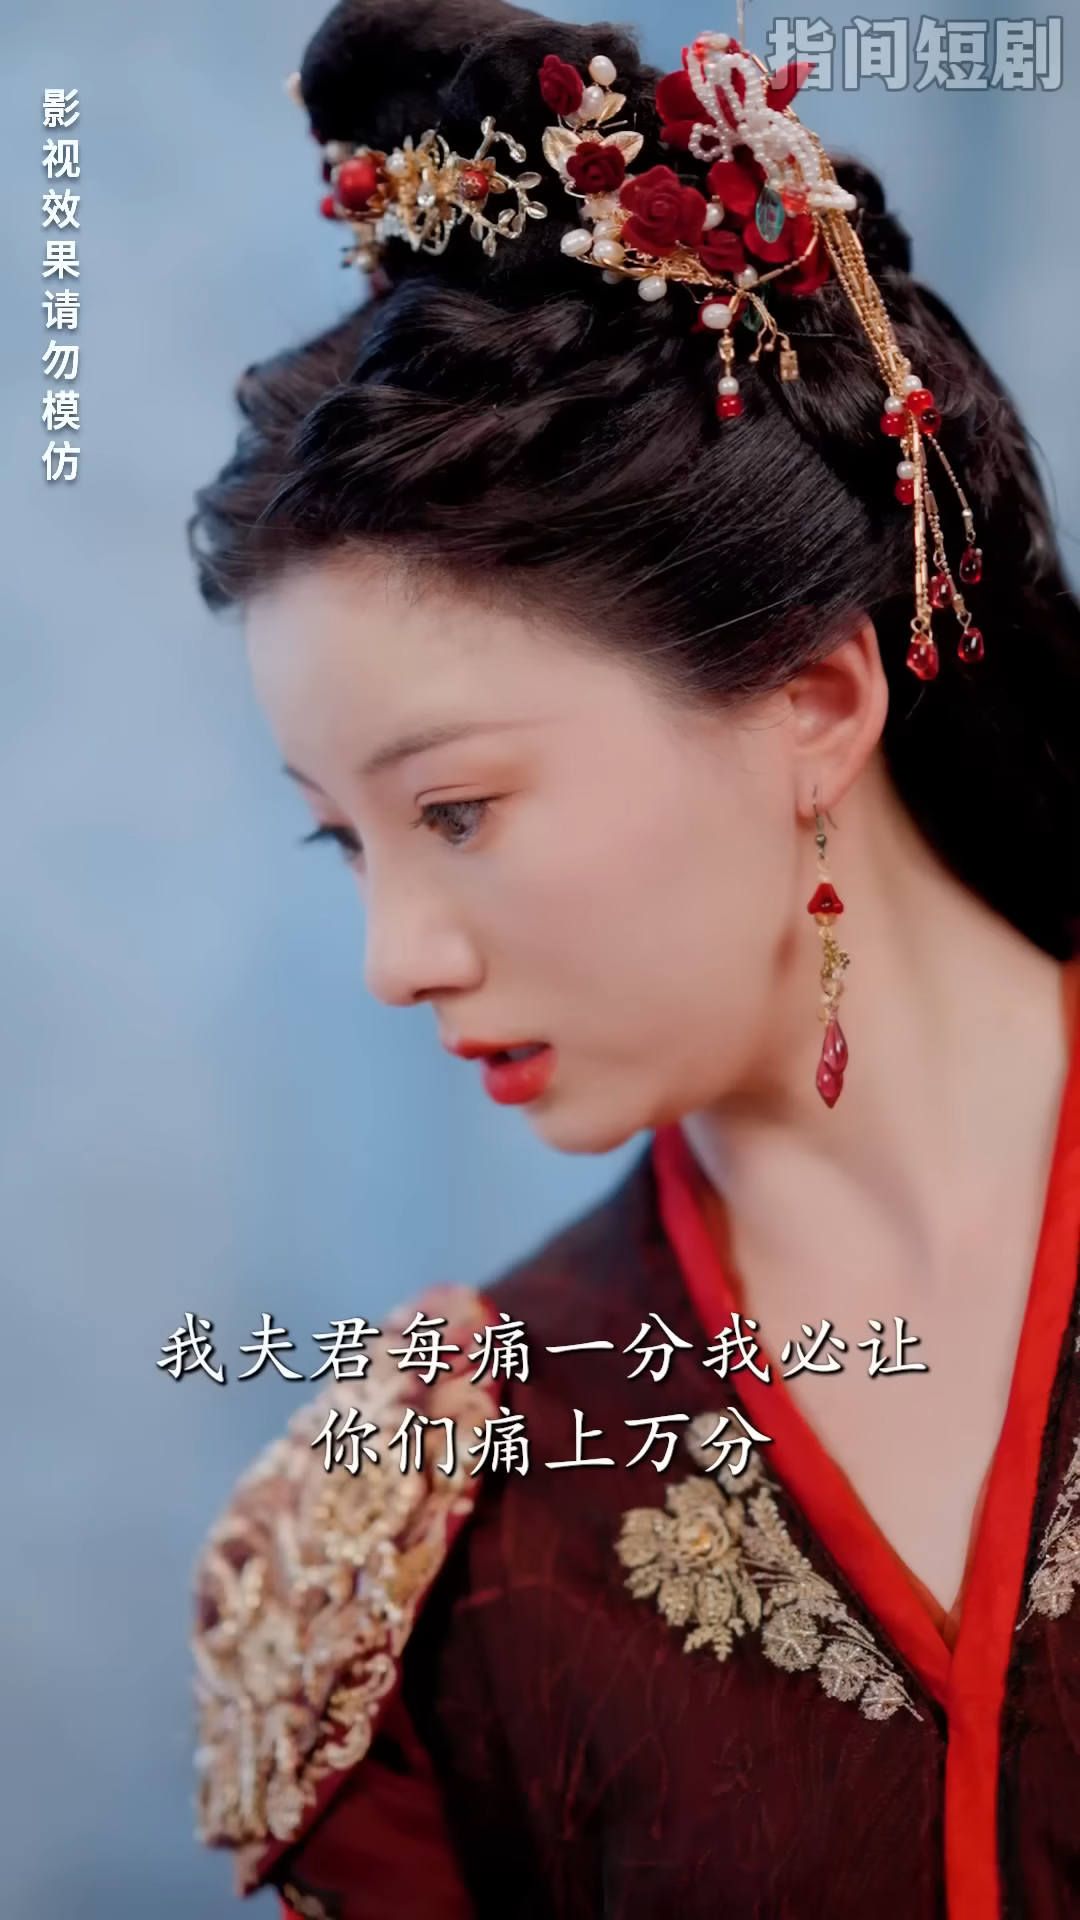 指间短剧
影视效果请勿模仿
我夫君每痛一分我必让
你们痛上万分